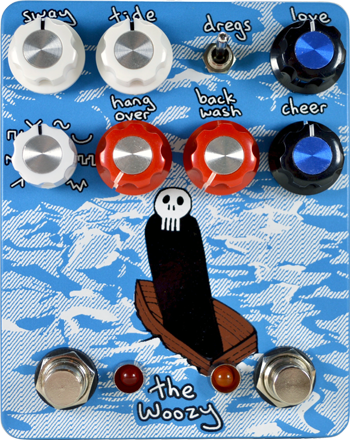 sway
tide
dregs
love
hang
over
back
wash
cheer
the
Woozy